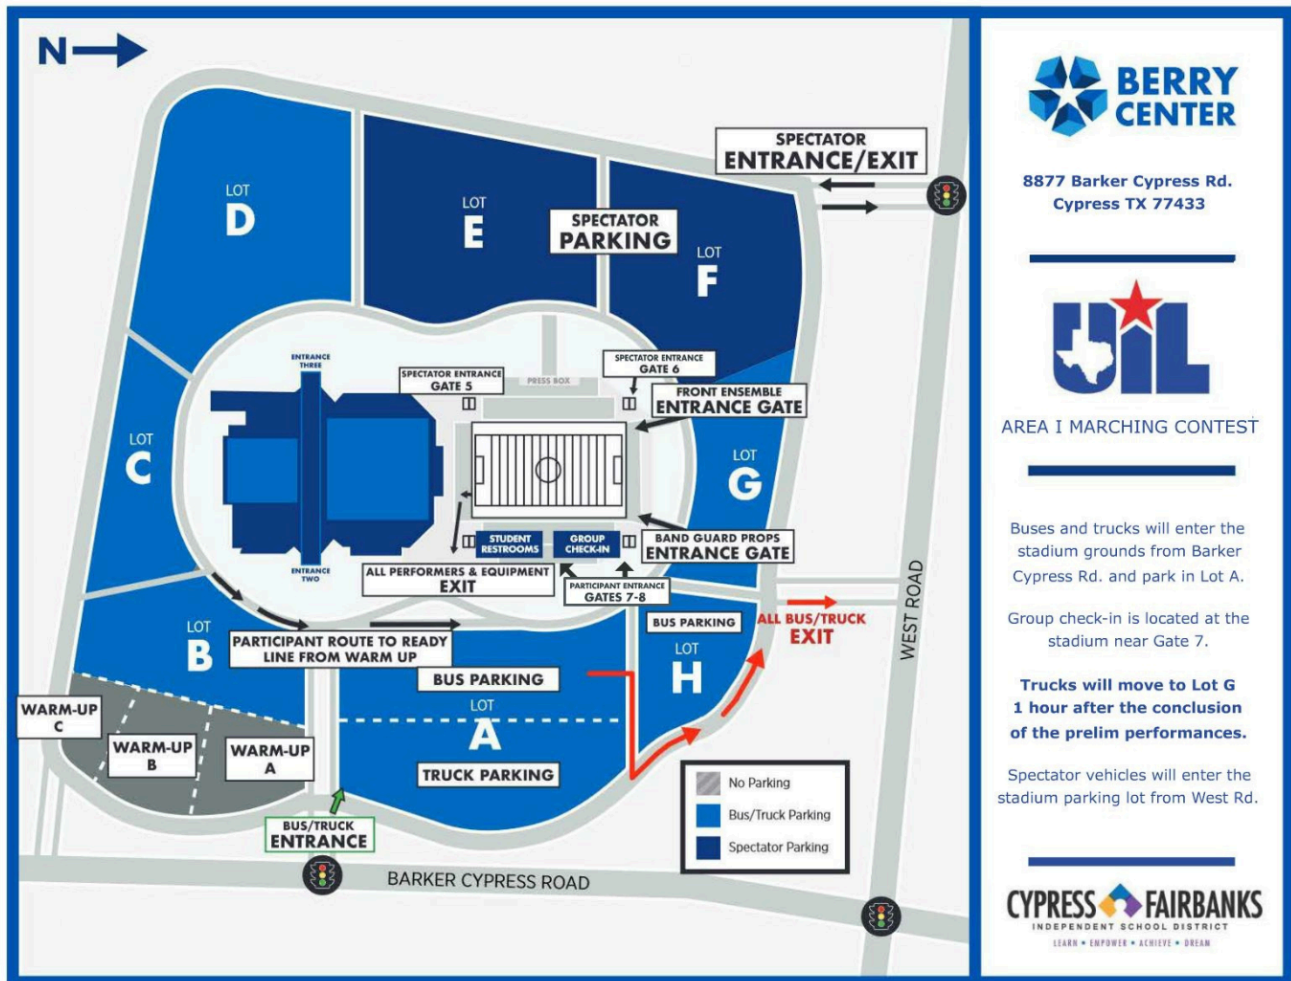 N
SPECTATOR
ENTRANCE/EXIT
LOT
D
LOT
E
SPECTATOR
PARKING
LOT
F
ENTRANCE
THREE
SPECTATOR ENTRANCE
GATE 5
PRESS BOX
SPECTATOR ENTRANCE
GATE 6
FRONT ENSEMBLE
ENTRANCE GATE
LOT
C
LOT
G
STUDENT
RESTROOMS
GROUP
CHECK-IN
BAND GUARD PROPS
ENTRANCE GATE
ENTRANCE
TWO
ALL PERFORMERS & EQUIPMENT
EXIT
PARTICIPANT ENTRANCE
GATES 7-8
LOT
B
PARTICIPANT ROUTE TO READY
LINE FROM WARM UP
BUS PARKING
LOT
H
ALL BUS/TRUCK
EXIT
WEST ROAD
BUS PARKING
LOT
A
TRUCK PARKING
WARM-UP
C
WARM-UP
B
WARM-UP
A
BUS/TRUCK
ENTRANCE
No Parking
Bus/Truck Parking
Spectator Parking
BARKER CYPRESS ROAD
BERRY
CENTER
8877 Barker Cypress Rd.
Cypress TX 77433
UIL
AREA I MARCHING CONTEST
Buses and trucks will enter the
stadium grounds from Barker
Cypress Rd. and park in Lot A.
Group check-in is located at the
stadium near Gate 7.
Trucks will move to Lot G
1 hour after the conclusion
of the prelim performances.
Spectator vehicles will enter the
stadium parking lot from West Rd.
CYPRESS FAIRBANKS
INDEPENDENT SCHOOL DISTRICT
LEARN • EMPOWER • ACHIEVE • DREAM